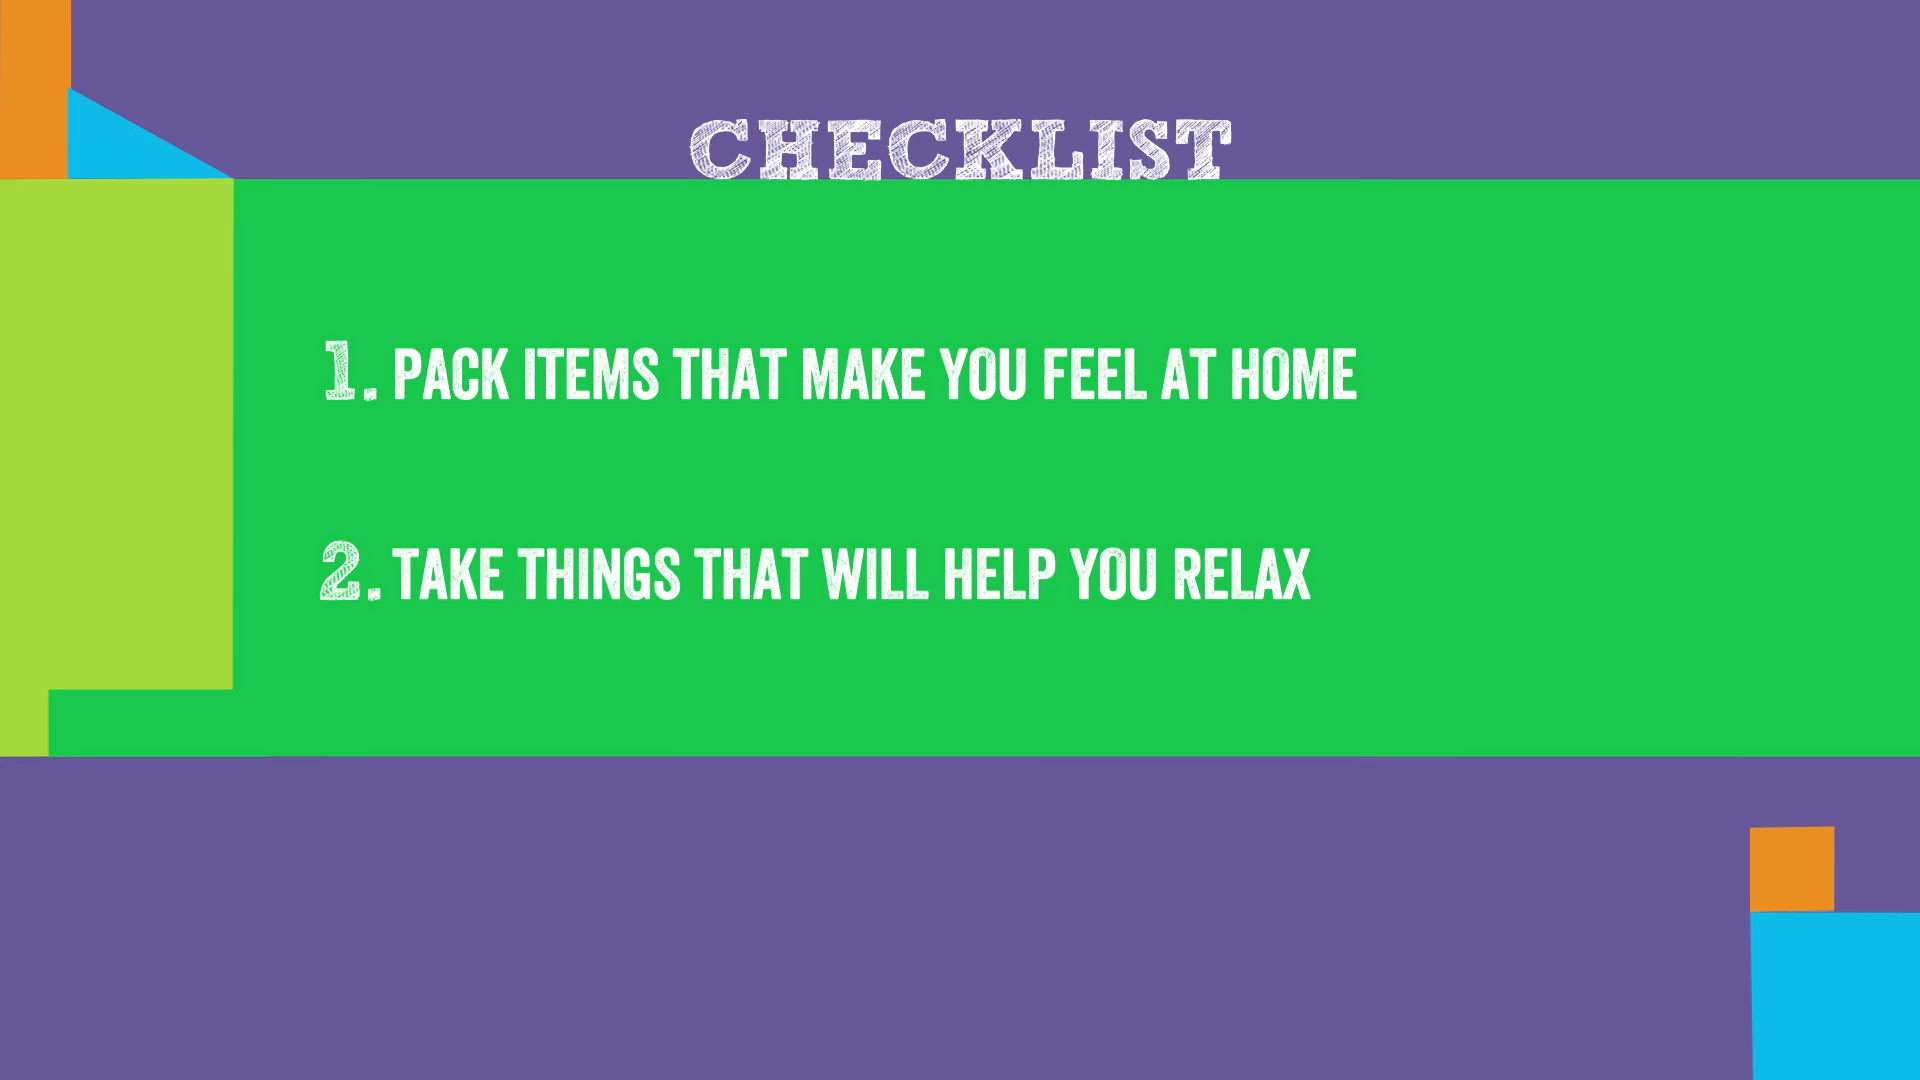 CHECKLIST
1. PACK ITEMS THAT MAKE YOU FEEL AT HOME
2. TAKE THINGS THAT WILL HELP YOU RELAX